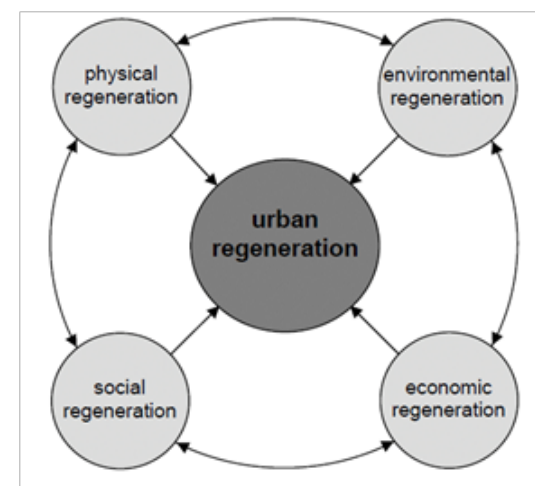 physical
regeneration
environmental
regeneration
urban
regeneration
social
regeneration
economic
regeneration